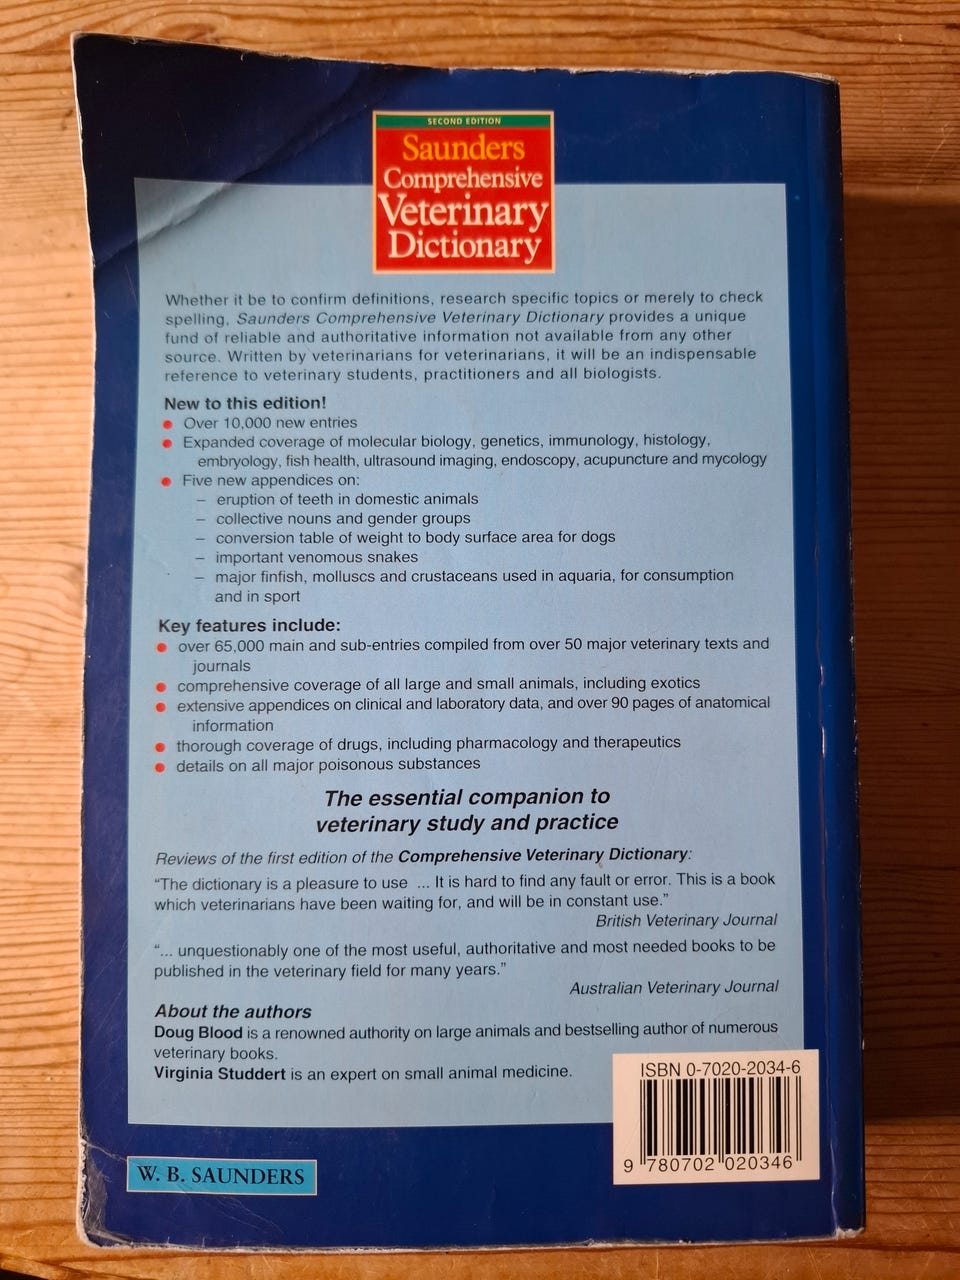 SECOND EDITION
Saunders
Comprehensive
Veterinary
Dictionary
Whether it be to confirm definitions, research specific topics or merely to check
spelling, Saunders Comprehensive Veterinary Dictionary provides a unique
fund of reliable and authoritative information not available from any other
source. Written by veterinarians for veterinarians, it will be an indispensable
reference to veterinary students, practitioners and all biologists.
New to this edition!
• Over 10,000 new entries
• Expanded coverage of molecular biology, genetics, immunology, histology,
embryology, fish health, ultrasound imaging, endoscopy, acupuncture and mycology
• Five new appendices on:
– eruption of teeth in domestic animals
– collective nouns and gender groups
– conversion table of weight to body surface area for dogs
– important venomous snakes
– major finfish, molluscs and crustaceans used in aquaria, for consumption
and in sport
Key features include:
• over 65,000 main and sub-entries compiled from over 50 major veterinary texts and
journals
• comprehensive coverage of all large and small animals, including exotics
• extensive appendices on clinical and laboratory data, and over 90 pages of anatomical
information
• thorough coverage of drugs, including pharmacology and therapeutics
• details on all major poisonous substances
The essential companion to
veterinary study and practice
Reviews of the first edition of the Comprehensive Veterinary Dictionary:
“The dictionary is a pleasure to use ... It is hard to find any fault or error. This is a book
which veterinarians have been waiting for, and will be in constant use.”
British Veterinary Journal
“... unquestionably one of the most useful, authoritative and most needed books to be
published in the veterinary field for many years.”
Australian Veterinary Journal
About the authors
Doug Blood is a renowned authority on large animals and bestselling author of numerous
veterinary books.
Virginia Studdert is an expert on small animal medicine.
ISBN 0-7020-2034-6
9 780702 020346
W. B. SAUNDERS